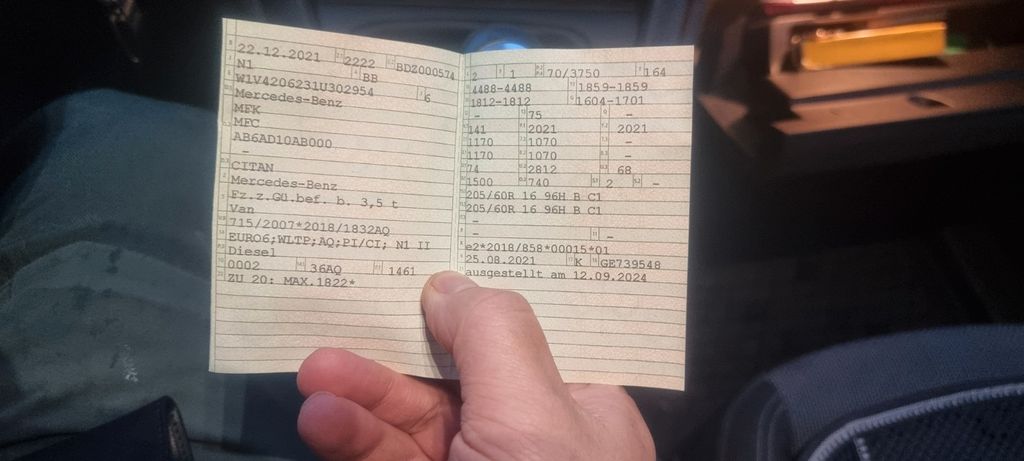 22.12.2021 2222 BDZ000574
N1 BB
W1V4206231U302954 6
Mercedes-Benz
MFK
MFC
AB6AD10AB000
-
CITAN
Mercedes-Benz
Fz.z.Gü.bef. b. 3,5 t
Van
715/2007*2018/1832AQ
EURO6;WLTP;AQ;PI/CI; N1 II
Diesel
0002 36AQ 1461
ZU 20: MAX.1822*
2 1 70/3750 164
4488-4488 1859-1859
1812-1812 1604-1701
- 75 -
141 2021 2021
1170 1070 -
1170 1070 -
74 2812 68
1500 740 2 -
205/60R 16 96H B C1
205/60R 16 96H B C1
-
- -
e2*2018/858*00015*01
25.08.2021 K GE739548
ausgestellt am 12.09.2024